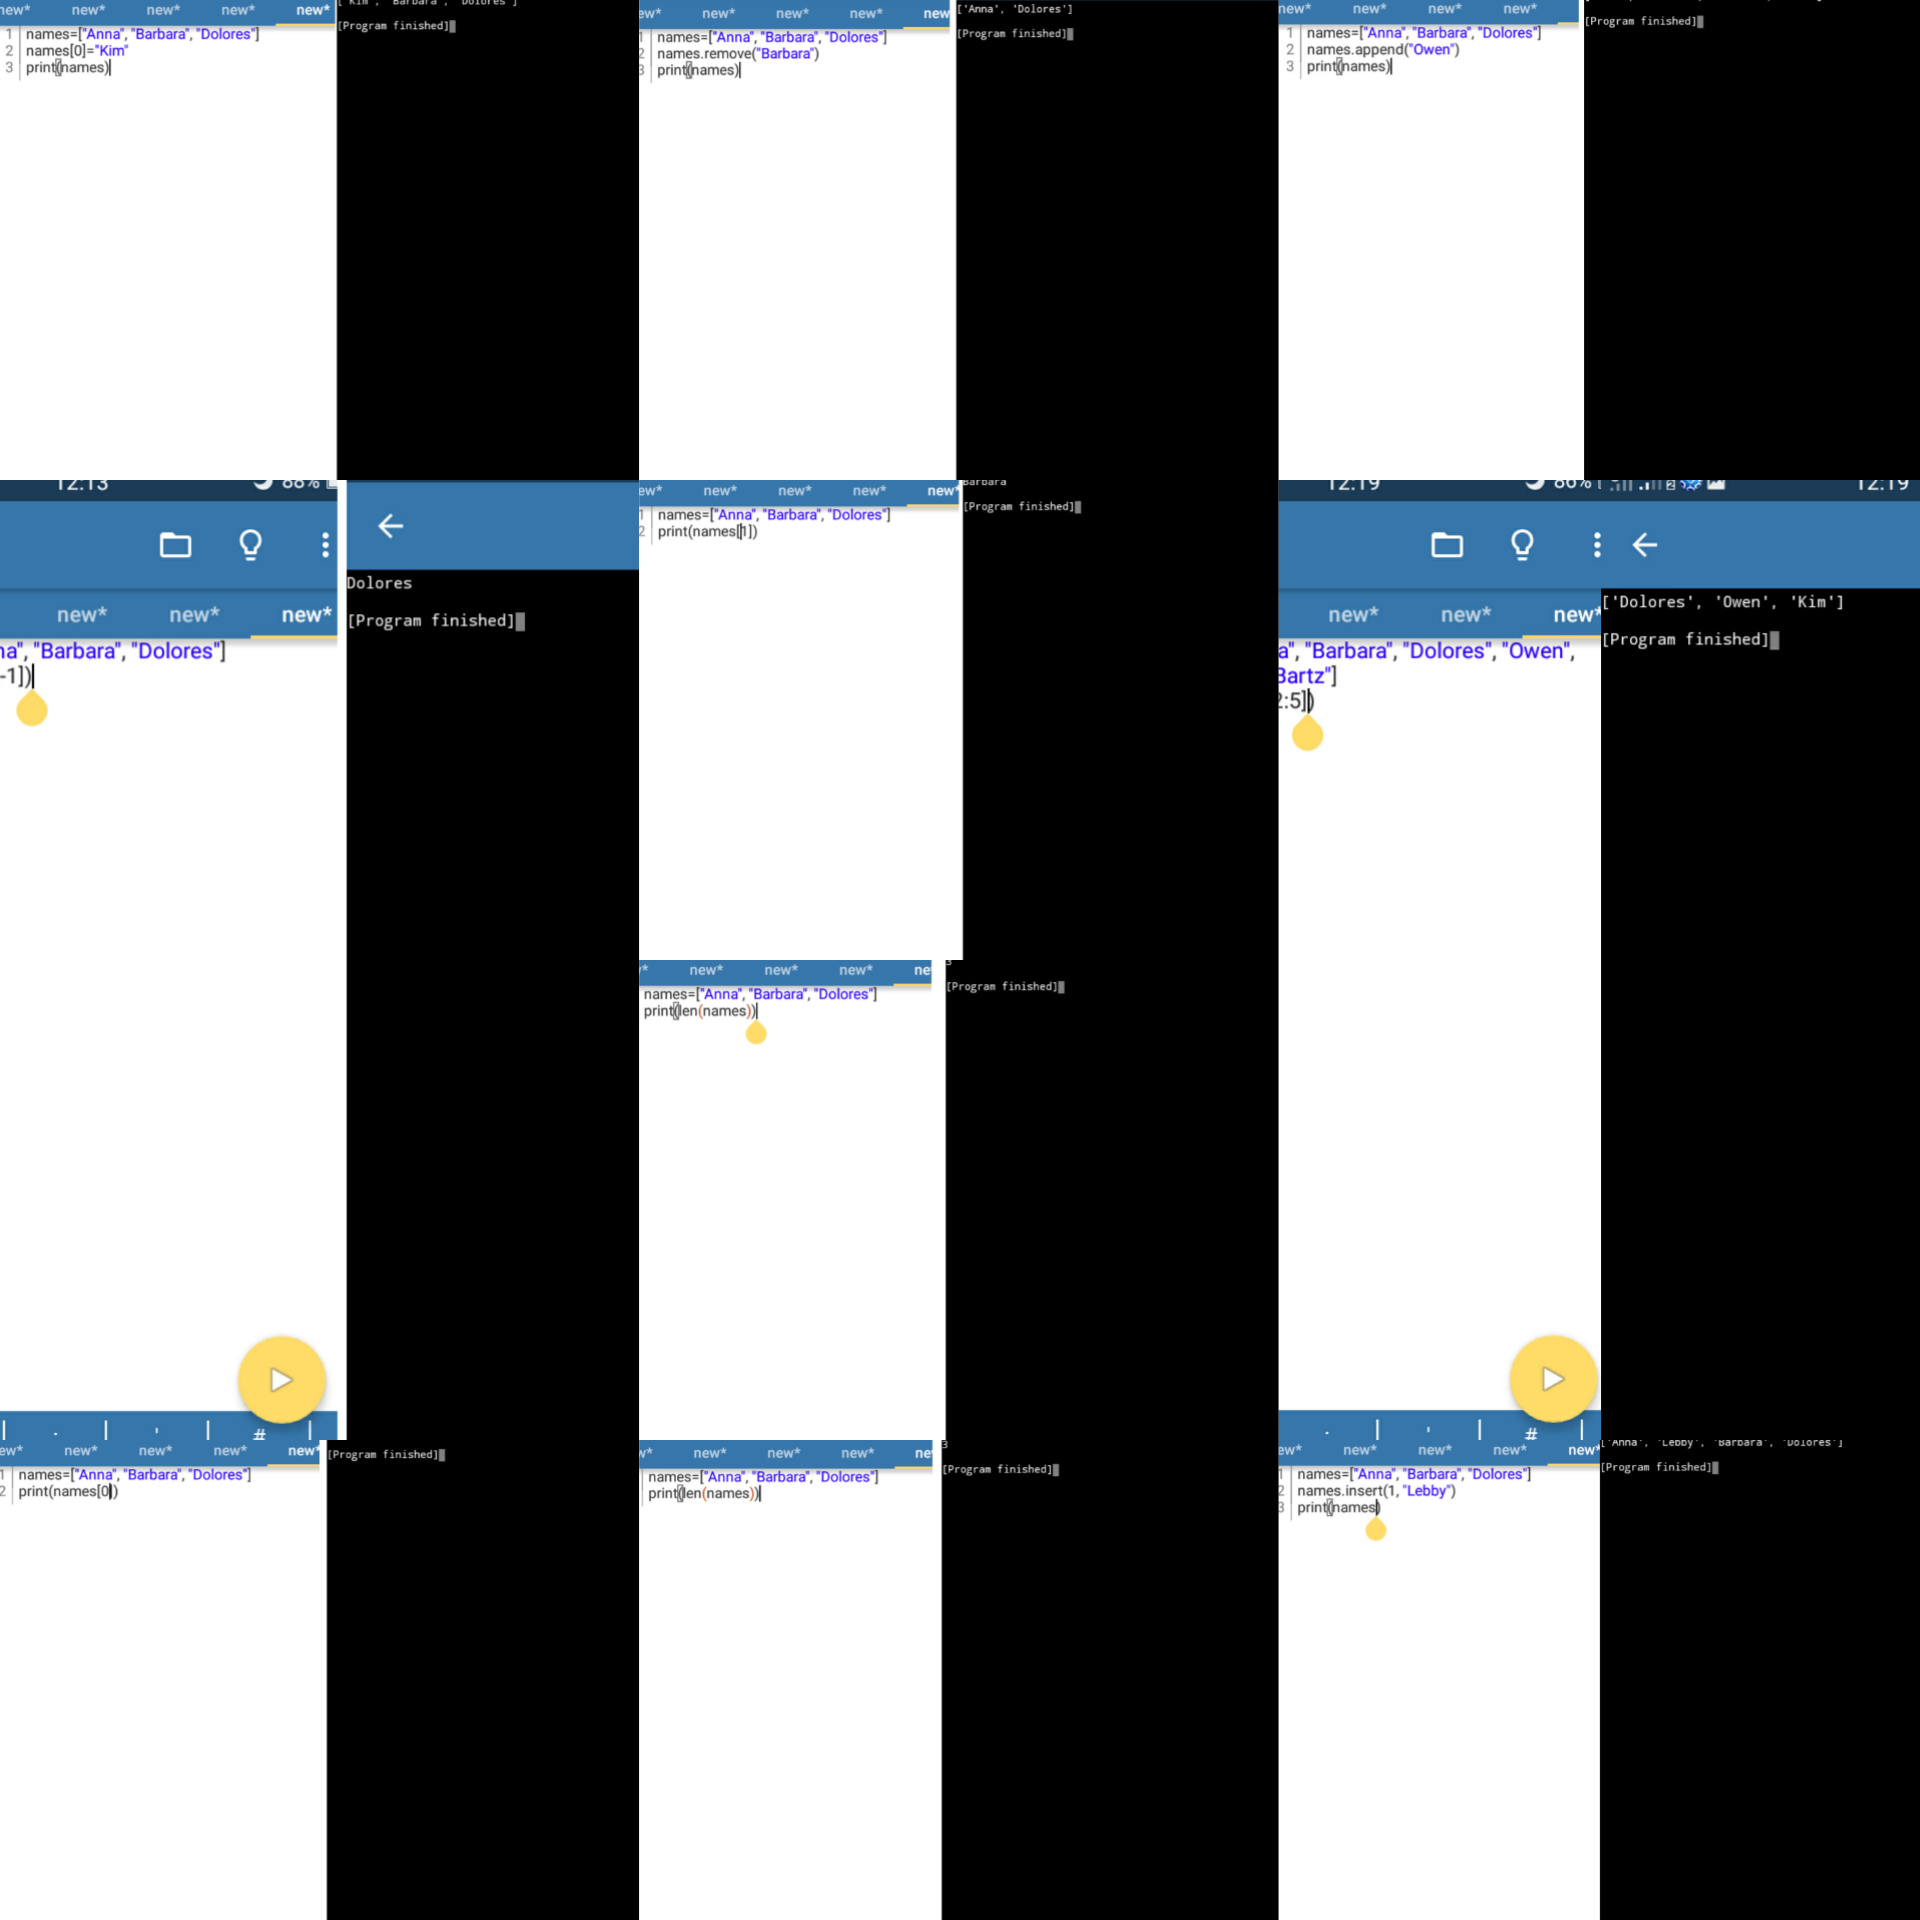 new* new* new* new* new*
1 names=["Anna", "Barbara", "Dolores"]
2 names[0]="Kim"
3 print(names)
['Kim', 'Barbara', 'Dolores']
[Program finished]
ew* new* new* new* new
1 names=["Anna", "Barbara", "Dolores"]
2 names.remove("Barbara")
3 print(names)
['Anna', 'Dolores']
[Program finished]
new* new* new* new*
1 names=["Anna", "Barbara", "Dolores"]
2 names.append("Owen")
3 print(names)
[Program finished]
12:13 88%
new* new* new*
na", "Barbara", "Dolores"]
-1])
. ' #
Dolores
[Program finished]
ew* new* new* new* new*
1 names=["Anna", "Barbara", "Dolores"]
2 print(names[1])
Barbara
[Program finished]
12:19 86% 12:19
new* new* new*
a", "Barbara", "Dolores", "Owen",
Bartz"]
2:5])
. ' #
['Dolores', 'Owen', 'Kim']
[Program finished]
new* new* new* ne
names=["Anna", "Barbara", "Dolores"]
print(len(names))
3
[Program finished]
ew* new* new* new* new*
1 names=["Anna", "Barbara", "Dolores"]
2 print(names[0])
[Program finished]
w* new* new* new* new
names=["Anna", "Barbara", "Dolores"]
print(len(names))
3
[Program finished]
ew* new* new* new* new*
1 names=["Anna", "Barbara", "Dolores"]
2 names.insert(1, "Lebby")
3 print(names)
['Anna', 'Lebby', 'Barbara', 'Dolores']
[Program finished]